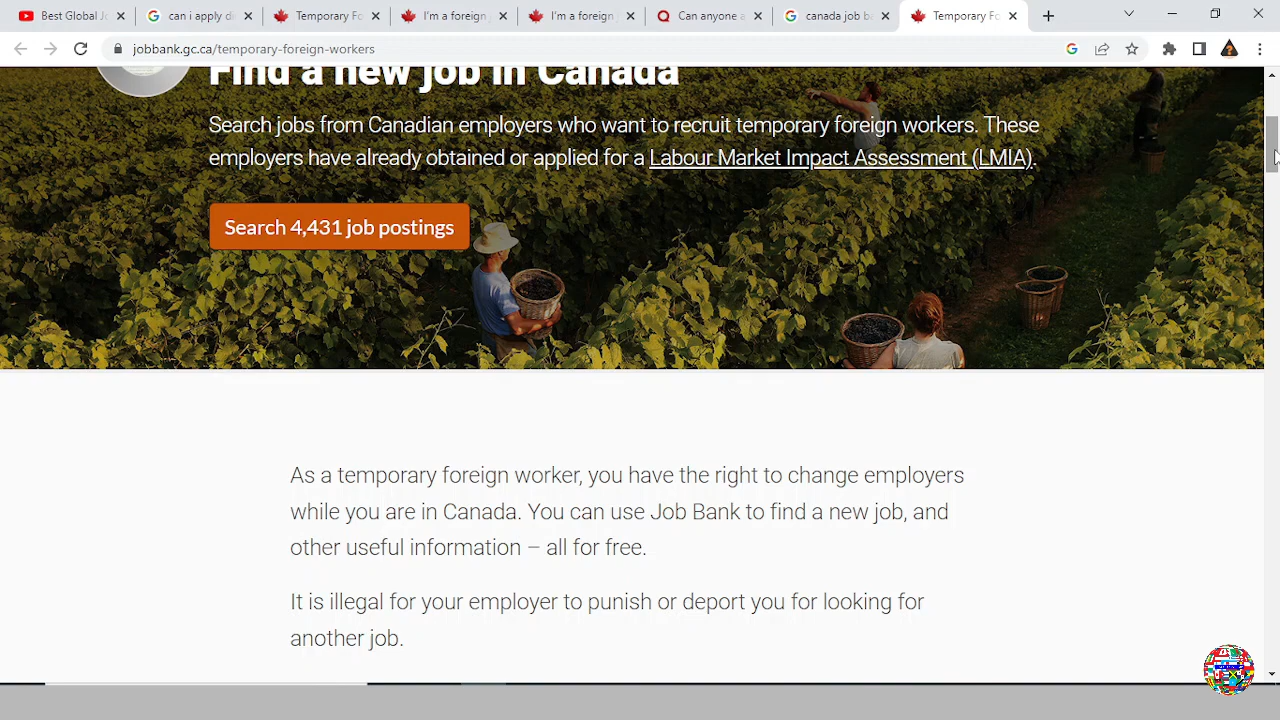 Best Global Jo
can i apply di
Temporary Fo
I'm a foreign
I'm a foreign
Can anyone a
canada job ba
Temporary Fo
jobbank.gc.ca/temporary-foreign-workers
Find a new job in Canada
Search jobs from Canadian employers who want to recruit temporary foreign workers. These
employers have already obtained or applied for a Labour Market Impact Assessment (LMIA).
Search 4,431 job postings
As a temporary foreign worker, you have the right to change employers
while you are in Canada. You can use Job Bank to find a new job, and
other useful information – all for free.
It is illegal for your employer to punish or deport you for looking for
another job.